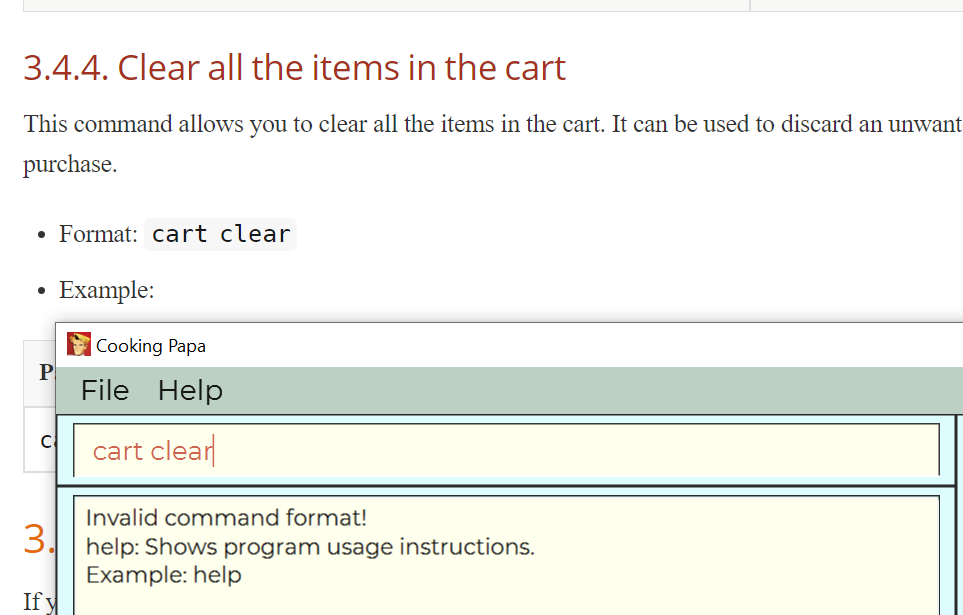 3.4.4. Clear all the items in the cart
This command allows you to clear all the items in the cart. It can be used to discard an unwant
purchase.
Format: cart clear
Example:
Cooking Papa
P
File Help
ca
cart clear
Invalid command format!
3.
help: Shows program usage instructions.
Example: help
If y